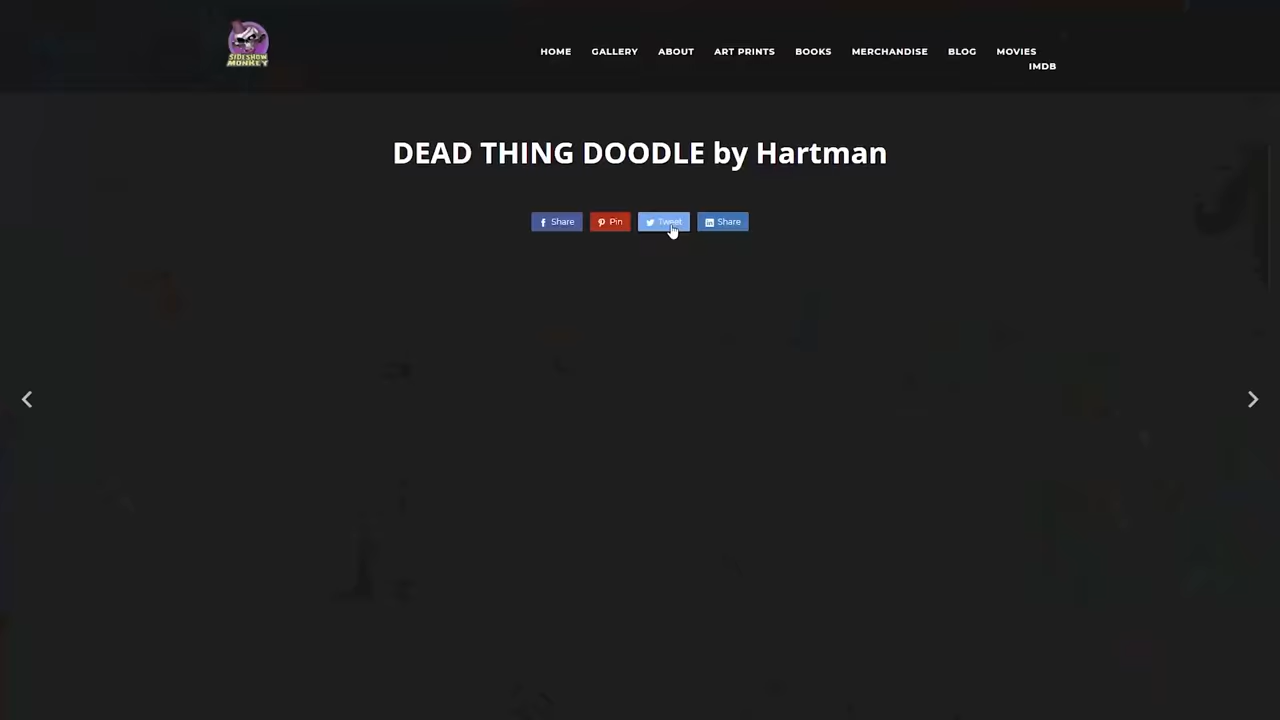 SIDESHOW
MONKEY
HOME GALLERY ABOUT ART PRINTS BOOKS MERCHANDISE BLOG MOVIES
IMDB
DEAD THING DOODLE by Hartman
Share Pin Tweet Share